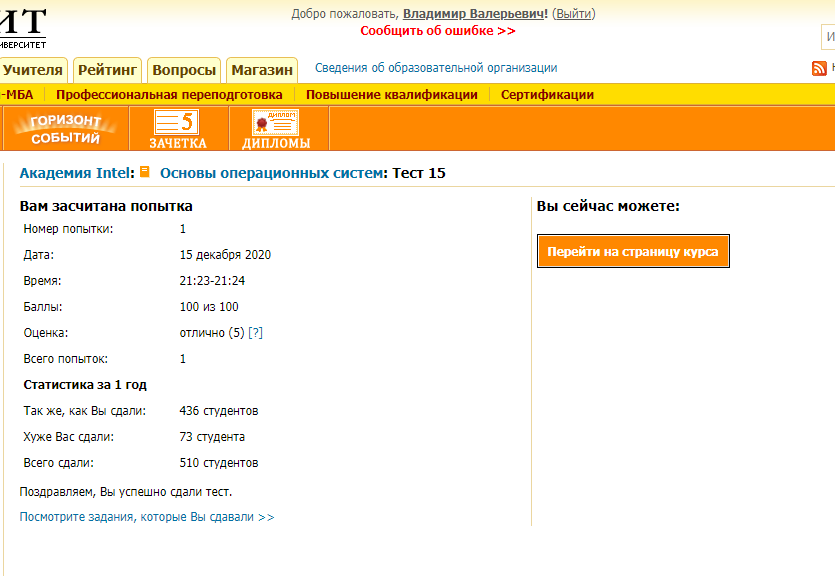 ИТ
ИВЕРСИТЕТ
Добро пожаловать, Владимир Валерьевич! (Выйти)
Сообщить об ошибке >>
Учителя
Рейтинг
Вопросы
Магазин
Сведения об образовательной организации
-МБА
Профессиональная переподготовка
Повышение квалификации
Сертификации
ГОРИЗОНТ
СОБЫТИЙ
5
ЗАЧЕТКА
ДИПЛОМ
ДИПЛОМЫ
Академия Intel: Основы операционных систем: Тест 15
Вам засчитана попытка
Номер попытки: 1
Дата: 15 декабря 2020
Время: 21:23-21:24
Баллы: 100 из 100
Оценка: отлично (5) [?]
Всего попыток: 1
Статистика за 1 год
Так же, как Вы сдали: 436 студентов
Хуже Вас сдали: 73 студента
Всего сдали: 510 студентов
Поздравляем, Вы успешно сдали тест.
Посмотрите задания, которые Вы сдавали >>
Вы сейчас можете:
Перейти на страницу курса